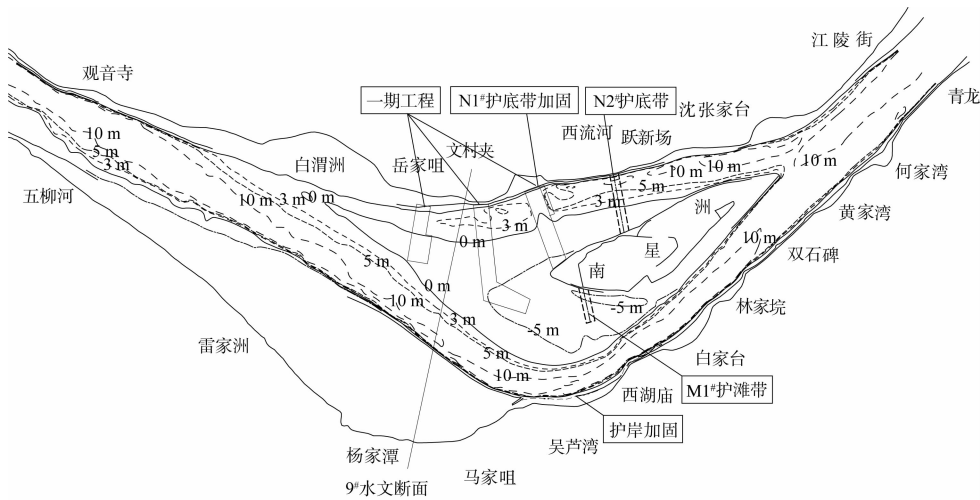 江陵街
观音寺
青龙
一期工程
N1#护底带加固
N2#护底带
沈张家台
西流河
跃新场
文村夹
10 m
5 m
3 m
白渭洲
岳家咀
10 m
10 m
10 m
何家湾
五柳河
10 m
3 m
0 m
5 m
3 m
洲
黄家湾
3 m
0 m
星
10 m
双石碑
5 m
南
0 m
林家垸
10 m
3 m
-5 m
-5 m
雷家洲
5 m
白家台
10 m
M1#护滩带
西湖庙
护岸加固
吴芦湾
杨家潭
马家咀
9#水文断面